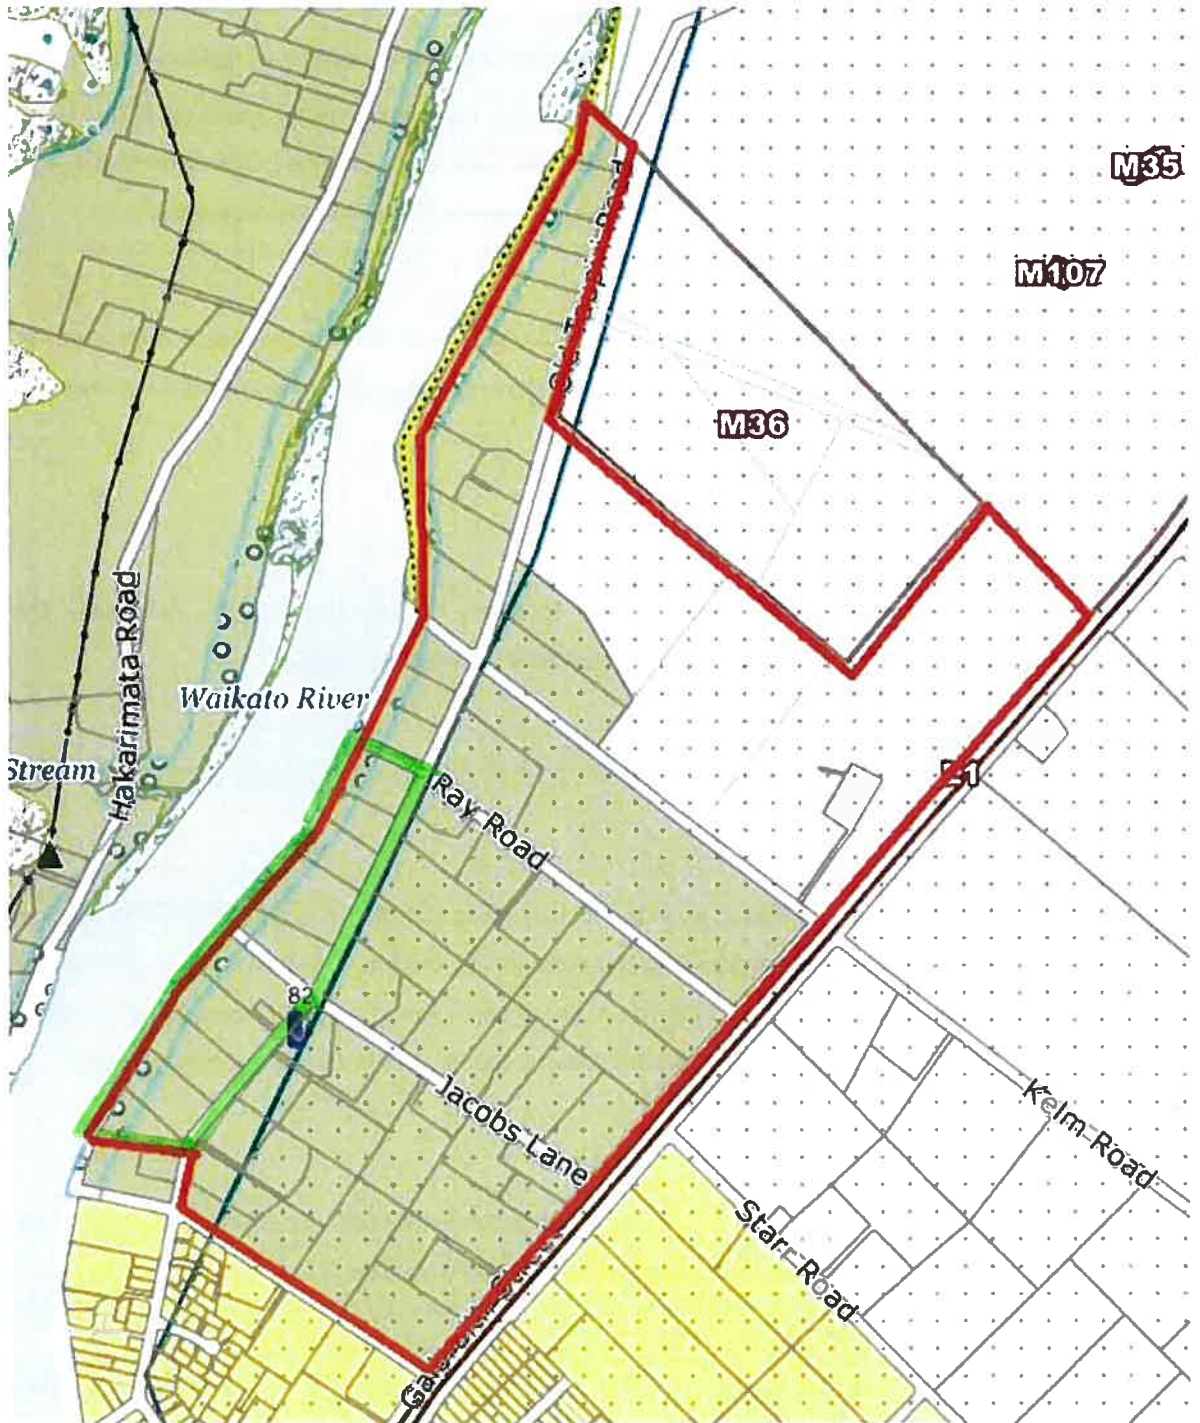 M35
M107
M36
Hakarimata Road
Waikato River
Stream
Ray Road
82
Jacobs Lane
Kelm Road
Starr Road